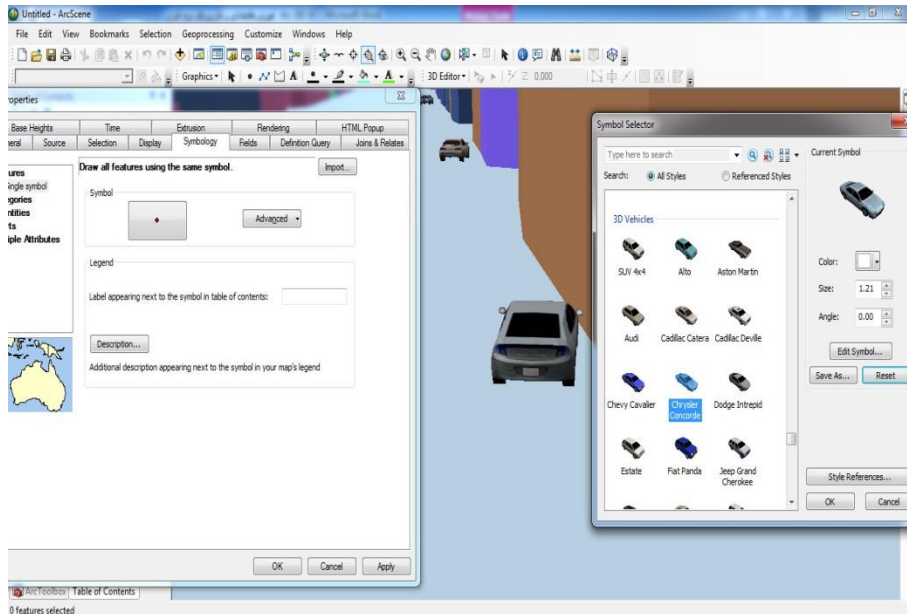 Untitled - ArcScene
File Edit View Bookmarks Selection Geoprocessing Customize Windows Help
Graphics 3D Editor Z: 0.000
operties
Base Heights Time Extrusion Rendering HTML Popup
neral Source Selection Display Symbology Fields Definition Query Joins & Relates
ures
Single symbol
egories
ntities
ts
iple Attributes
Draw all features using the same symbol.
Import...
Symbol
Advanced
Legend
Label appearing next to the symbol in table of contents:
Description...
Additional description appearing next to the symbol in your map's legend
OK Cancel Apply
ArcToolbox Table of Contents
0 features selected
Symbol Selector
Type here to search
Search: All Styles Referenced Styles
3D Vehicles
SUV 4x4 Alto Aston Martin
Audi Cadillac Catera Cadillac Deville
Chevy Cavalier Chrysler Concorde Dodge Intrepid
Estate Fiat Panda Jeep Grand Cherokee
Current Symbol
Color:
Size: 1.21
Angle: 0.00
Edit Symbol...
Save As... Reset
Style References...
OK Cancel